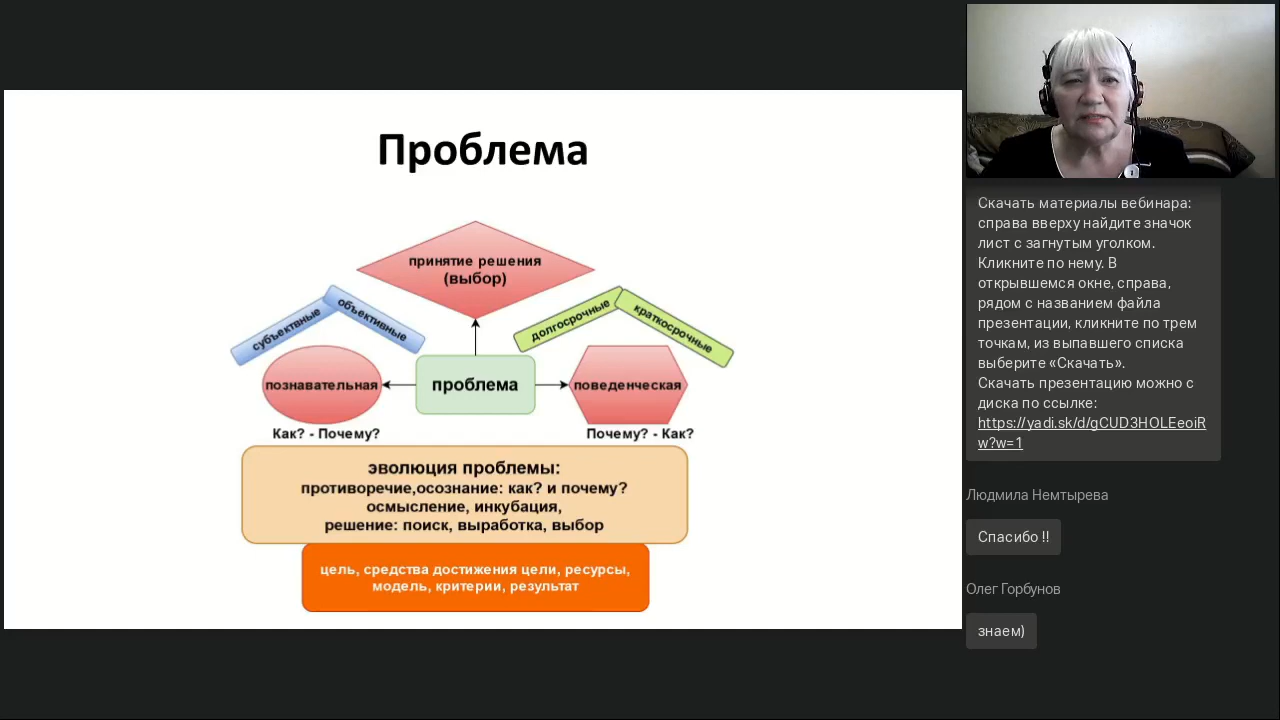 Проблема
принятие решения
(выбор)
субъектвные
объективные
долгосрочные
краткосрочные
познавательная
проблема
поведенческая
Как? - Почему?
Почему? - Как?
эволюция проблемы:
противоречие,осознание: как? и почему?
осмысление, инкубация,
решение: поиск, выработка, выбор
цель, средства достижения цели, ресурсы,
модель, критерии, результат
Скачать материалы вебинара:
справа вверху найдите значок
лист с загнутым уголком.
Кликните по нему. В
открывшемся окне, справа,
рядом с названием файла
презентации, кликните по трем
точкам, из выпавшего списка
выберите «Скачать».
Скачать презентацию можно с
диска по ссылке:
https://yadi.sk/d/gCUD3HOLEeoiR
w?w=1
Людмила Немтырева
Спасибо !!
Олег Горбунов
знаем)